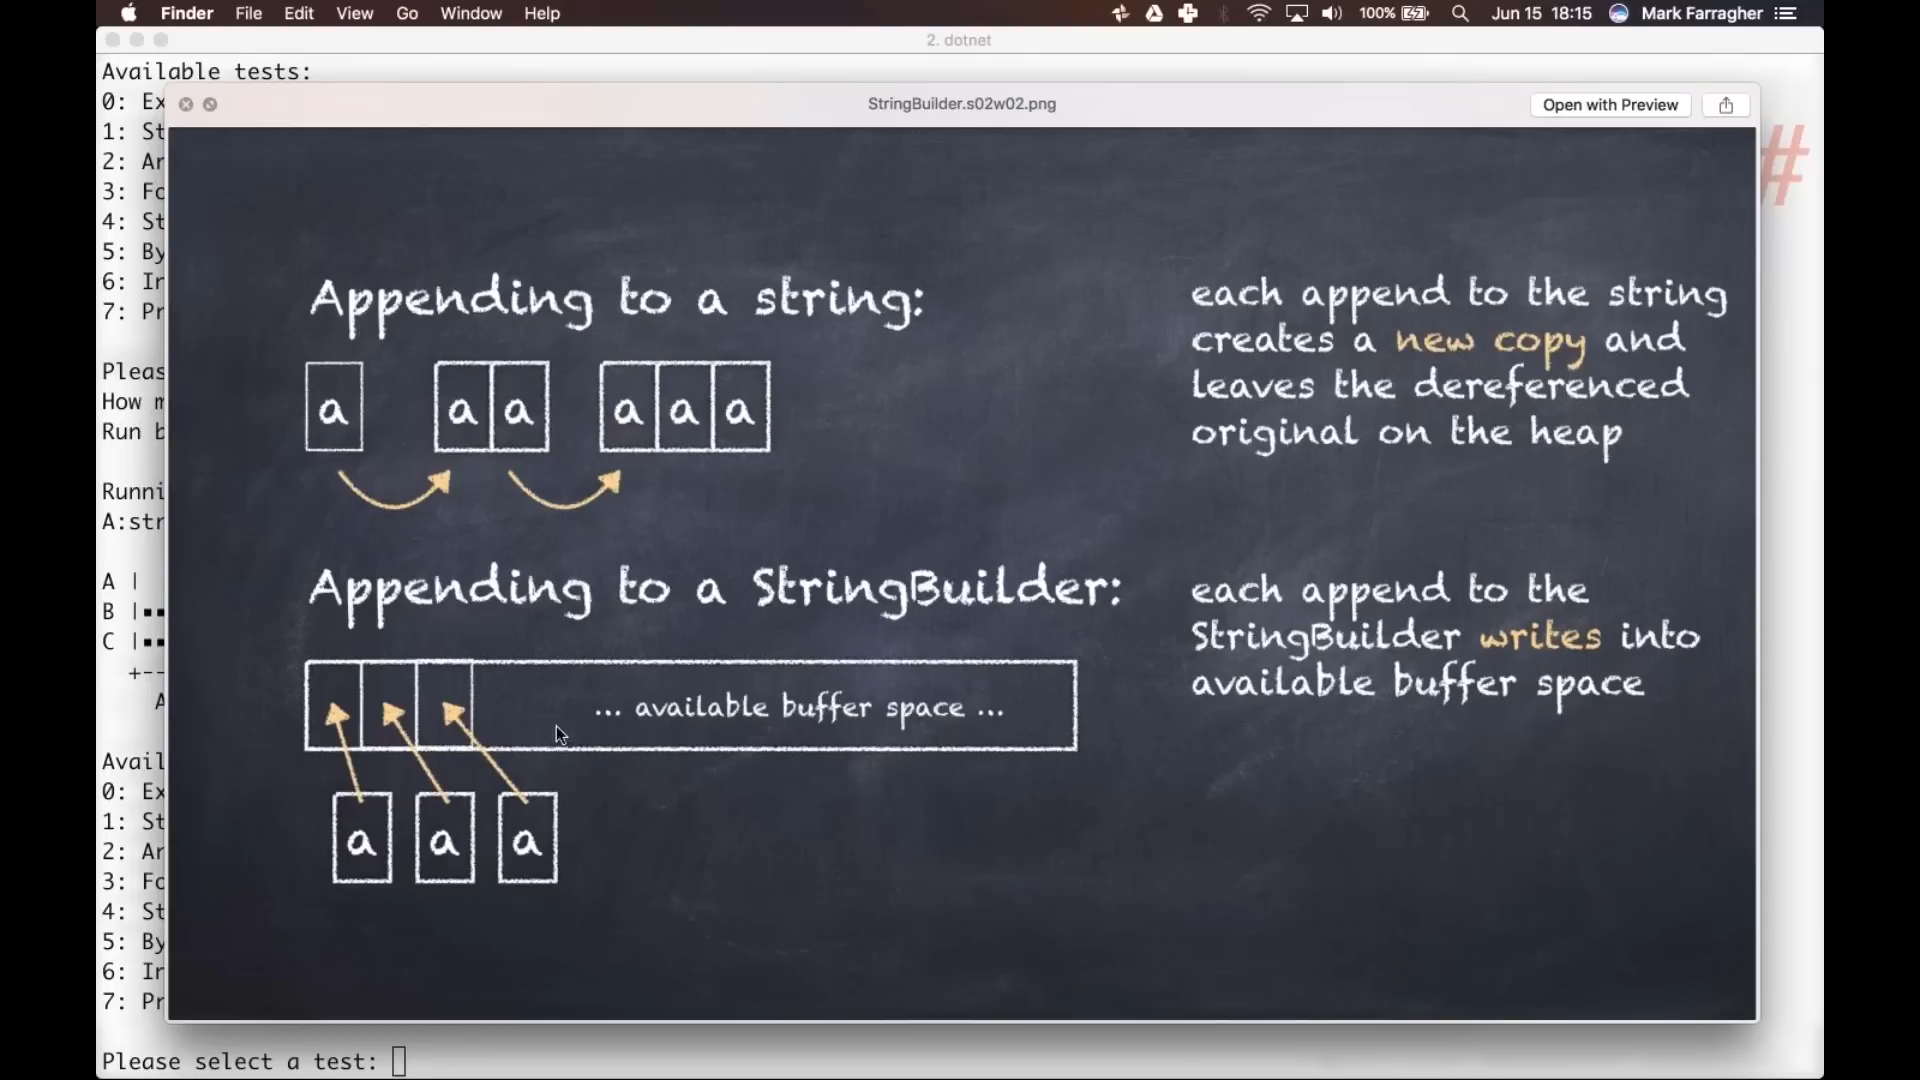 Finder File Edit View Go Window Help 100% Jun 15 18:15 Mark Farragher
2. dotnet
Available tests:
StringBuilder.s02w02.png
Open with Preview
0: Ex
1: St
2: Ar
3: Fo
4: St
5: By
6: In
7: Pr
#
Pleas
How m
Run b
Runni
A:str
A |
B |
C |
+--
A
Avail
0: Ex
1: St
2: Ar
3: Fo
4: St
5: By
6: In
7: Pr
Please select a test:
Appending to a string:
a a a a a a
each append to the string
creates a new copy and
leaves the dereferenced
original on the heap
Appending to a StringBuilder:
... available buffer space ...
a a a
each append to the
StringBuilder writes into
available buffer space